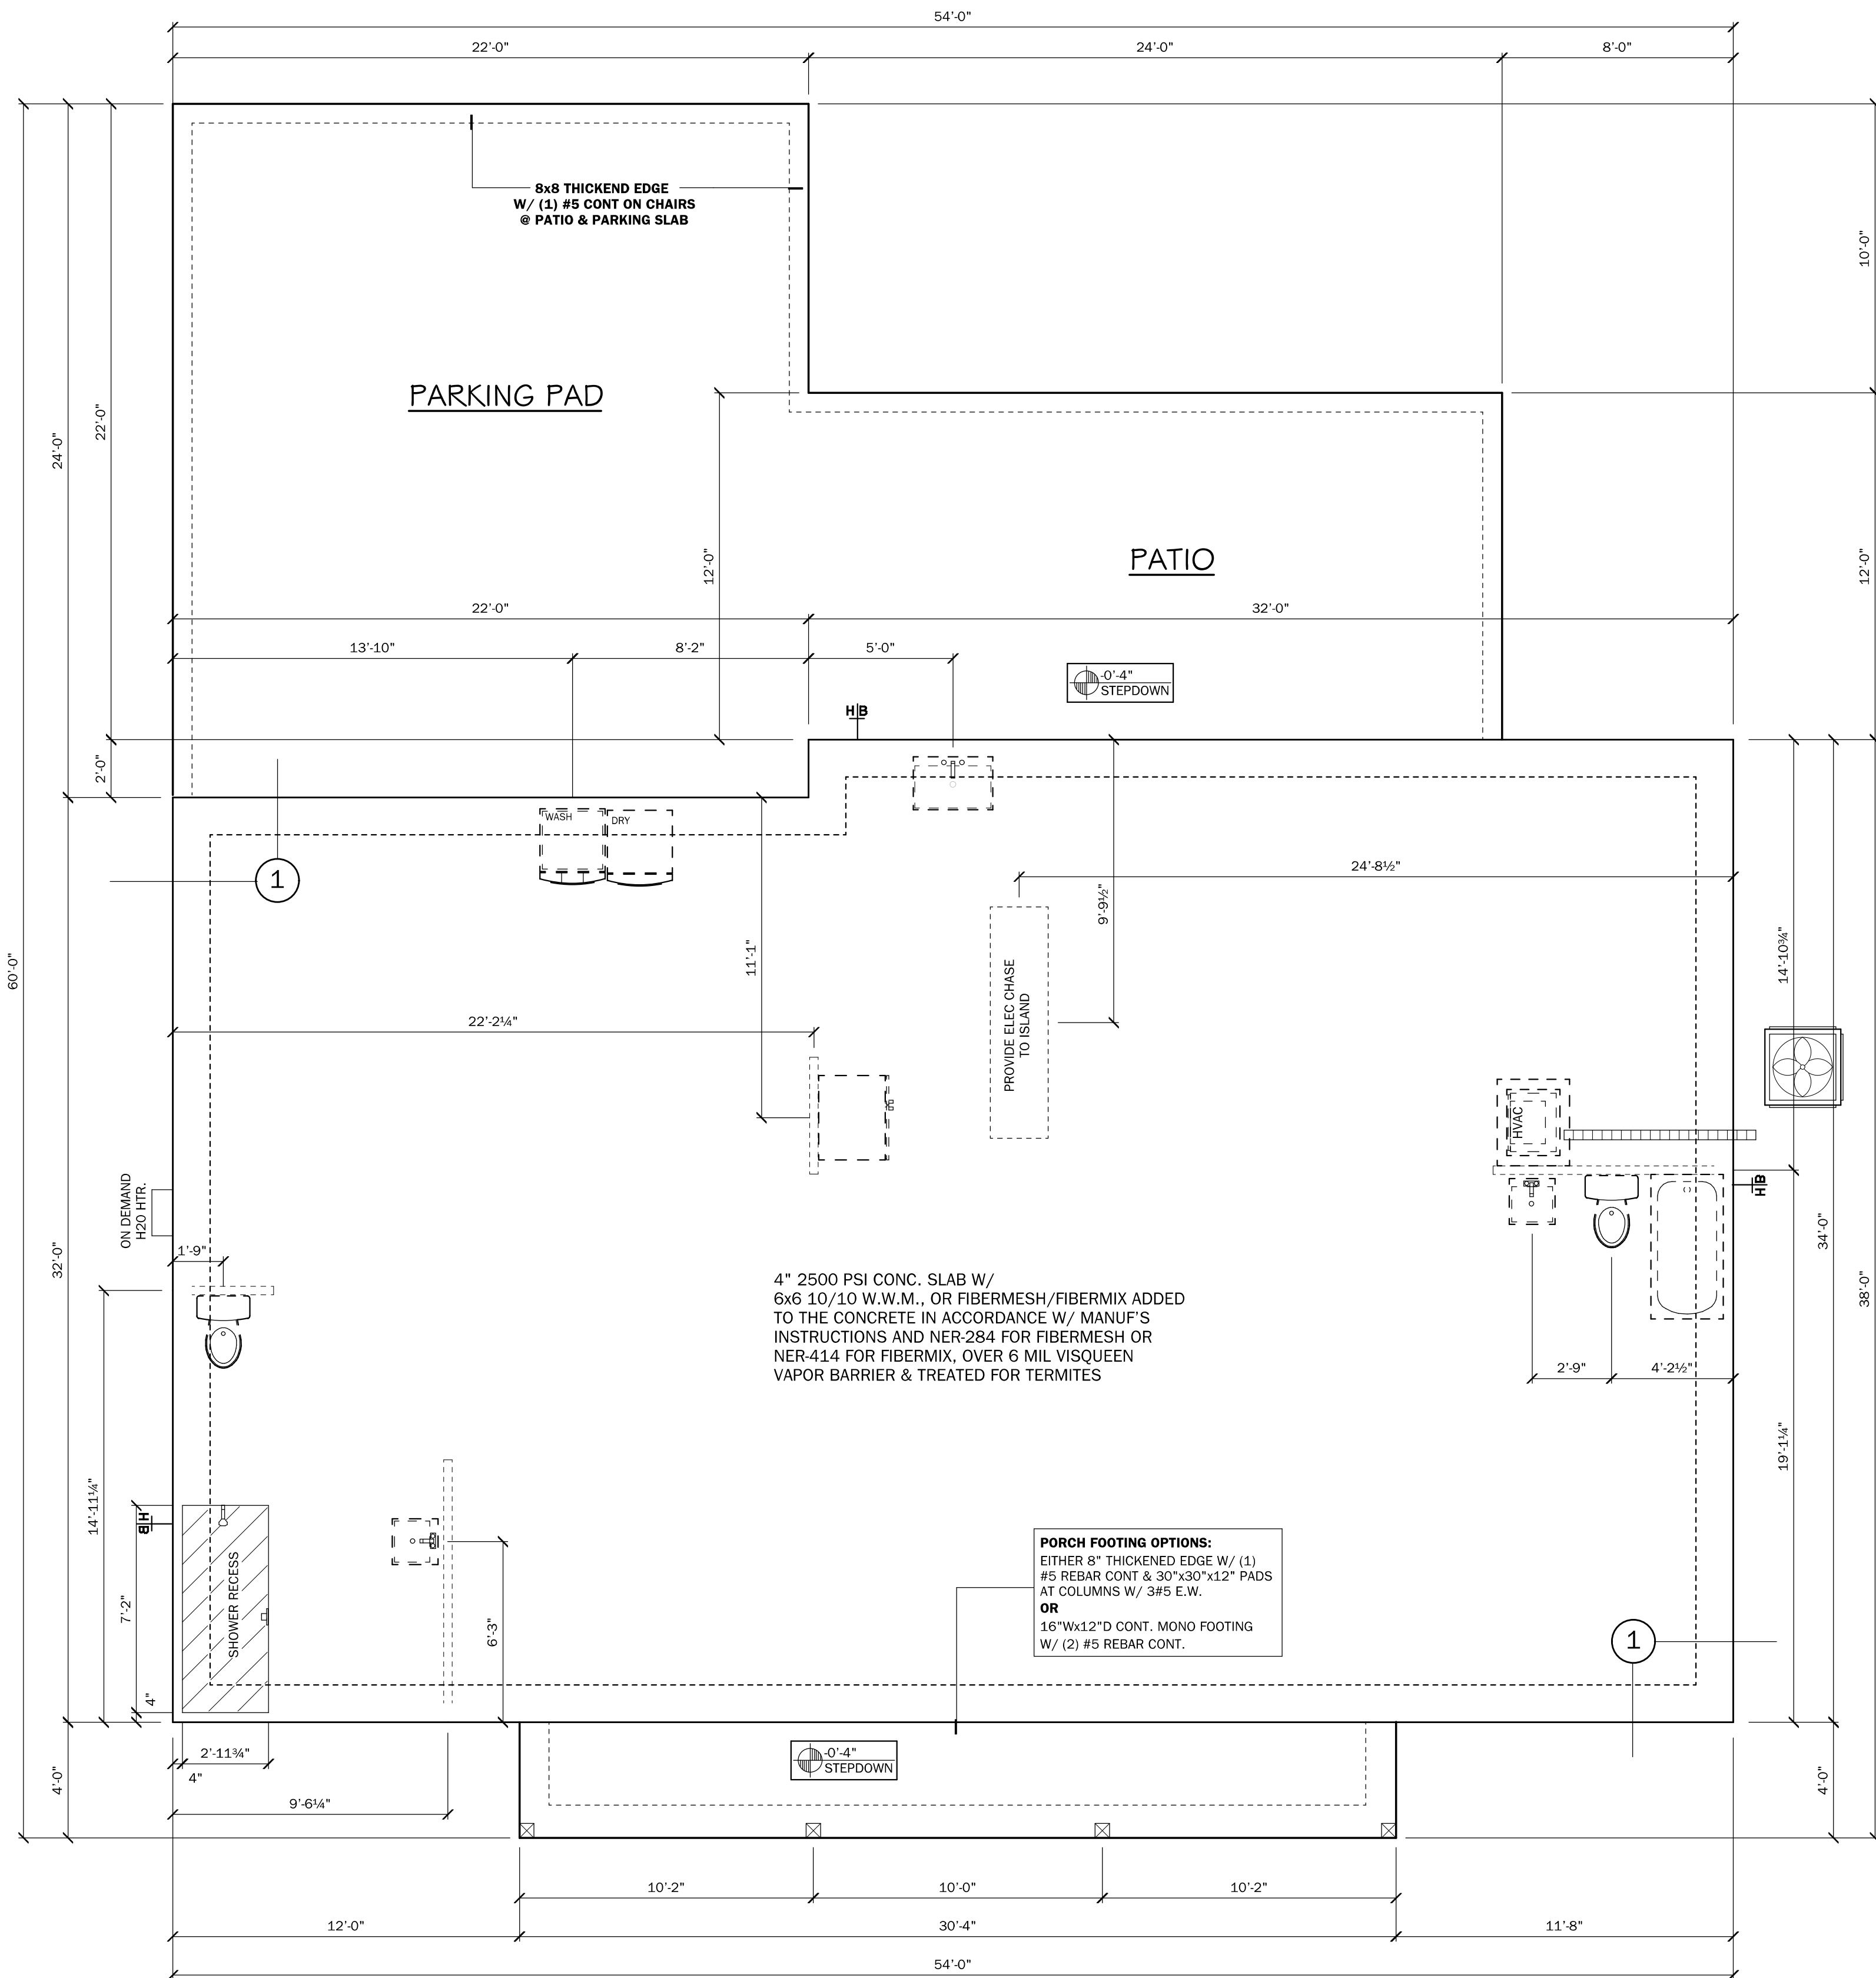 54'-0"
22'-0"
24'-0"
8'-0"
8x8 THICKEND EDGE
W/ (1) #5 CONT ON CHAIRS
@ PATIO & PARKING SLAB
10'-0"
PARKING PAD
22'-0"
24'-0"
12'-0"
PATIO
12'-0"
22'-0"
32'-0"
13'-10"
8'-2"
5'-0"
-0'-4"
STEPDOWN
H B
2'-0"
WASH
DRY
1
24'-8½"
9'-9½"
11'-1"
14'-10¾"
60'-0"
PROVIDE ELEC CHASE
TO ISLAND
22'-2¼"
HVAC
ON DEMAND
H20 HTR.
H B
1'-9"
32'-0"
34'-0"
38'-0"
4" 2500 PSI CONC. SLAB W/
6x6 10/10 W.W.M., OR FIBERMESH/FIBERMIX ADDED
TO THE CONCRETE IN ACCORDANCE W/ MANUF'S
INSTRUCTIONS AND NER-284 FOR FIBERMESH OR
NER-414 FOR FIBERMIX, OVER 6 MIL VISQUEEN
VAPOR BARRIER & TREATED FOR TERMITES
2'-9"
4'-2½"
19'-1¼"
14'-11¼"
H B
7'-2"
SHOWER RECESS
6'-3"
4"
PORCH FOOTING OPTIONS:
EITHER 8" THICKENED EDGE W/ (1)
#5 REBAR CONT & 30"x30"x12" PADS
AT COLUMNS W/ 3#5 E.W.
OR
16"Wx12"D CONT. MONO FOOTING
W/ (2) #5 REBAR CONT.
1
2'-11¾"
4"
-0'-4"
STEPDOWN
4'-0"
4'-0"
9'-6¼"
10'-2"
10'-0"
10'-2"
12'-0"
30'-4"
11'-8"
54'-0"